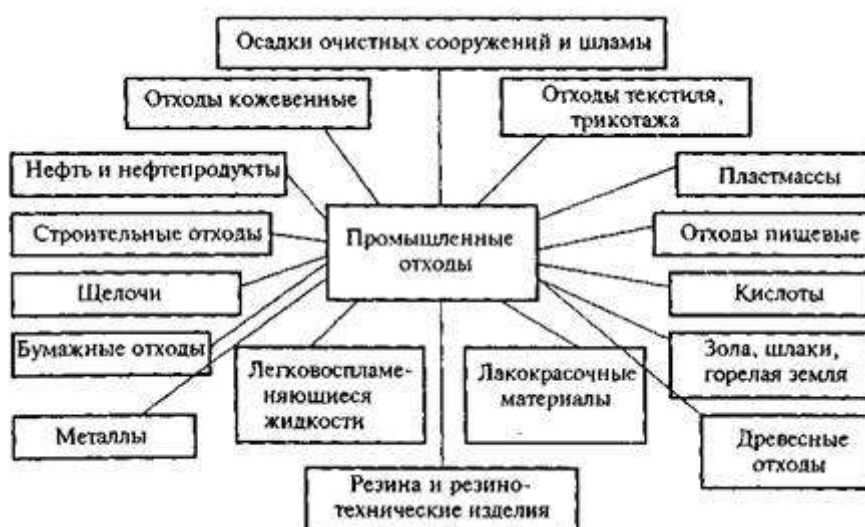 Осадки очистных сооружений и шламы
Отходы кожевенные
Отходы текстиля,
трикотажа
Нефть и нефтепродукты
Пластмассы
Строительные отходы
Промышленные
отходы
Отходы пищевые
Щелочи
Кислоты
Бумажные отходы
Легковоспламе-
няющиеся
жидкости
Лакокрасочные
материалы
Зола, шлаки,
горелая земля
Металлы
Древесные
отходы
Резина и резино-
технические изделия